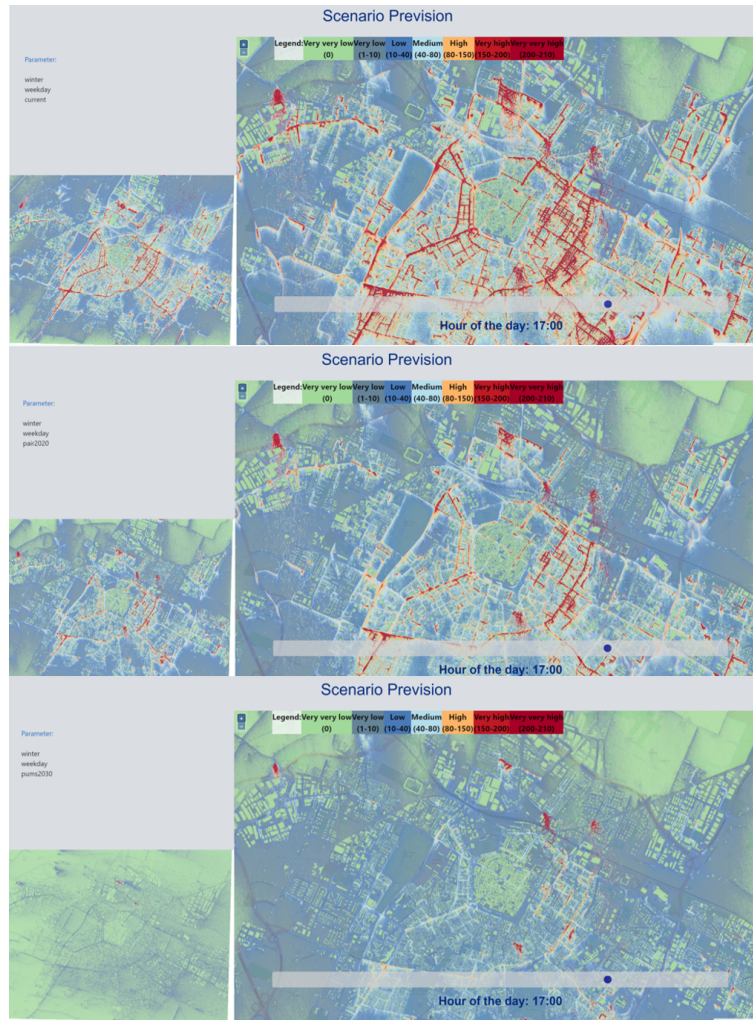 Scenario Prevision
Parameter:
winter
weekday
current
Legend: Very very low Very low Low Medium High Very high Very very high
(0) (1-10) (10-40) (40-80) (80-150) (150-200) (200-210)
Hour of the day: 17:00
Scenario Prevision
Parameter:
winter
weekday
pair2020
Legend: Very very low Very low Low Medium High Very high Very very high
(0) (1-10) (10-40) (40-80) (80-150) (150-200) (200-210)
Hour of the day: 17:00
Scenario Prevision
Parameter:
winter
weekday
pums2030
Legend: Very very low Very low Low Medium High Very high Very very high
(0) (1-10) (10-40) (40-80) (80-150) (150-200) (200-210)
Hour of the day: 17:00